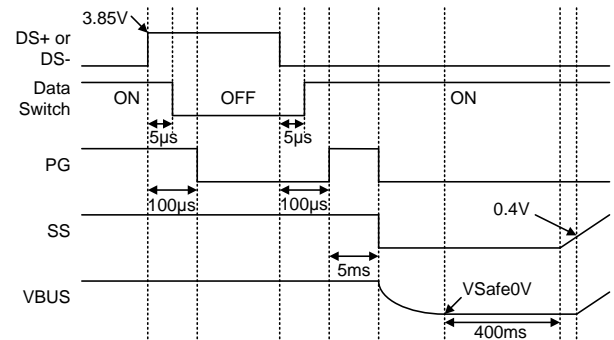 3.85V
DS+ or
DS-
Data
Switch
ON
OFF
ON
5µs
5µs
PG
100µs
100µs
0.4V
SS
5ms
VSafe0V
VBUS
400ms